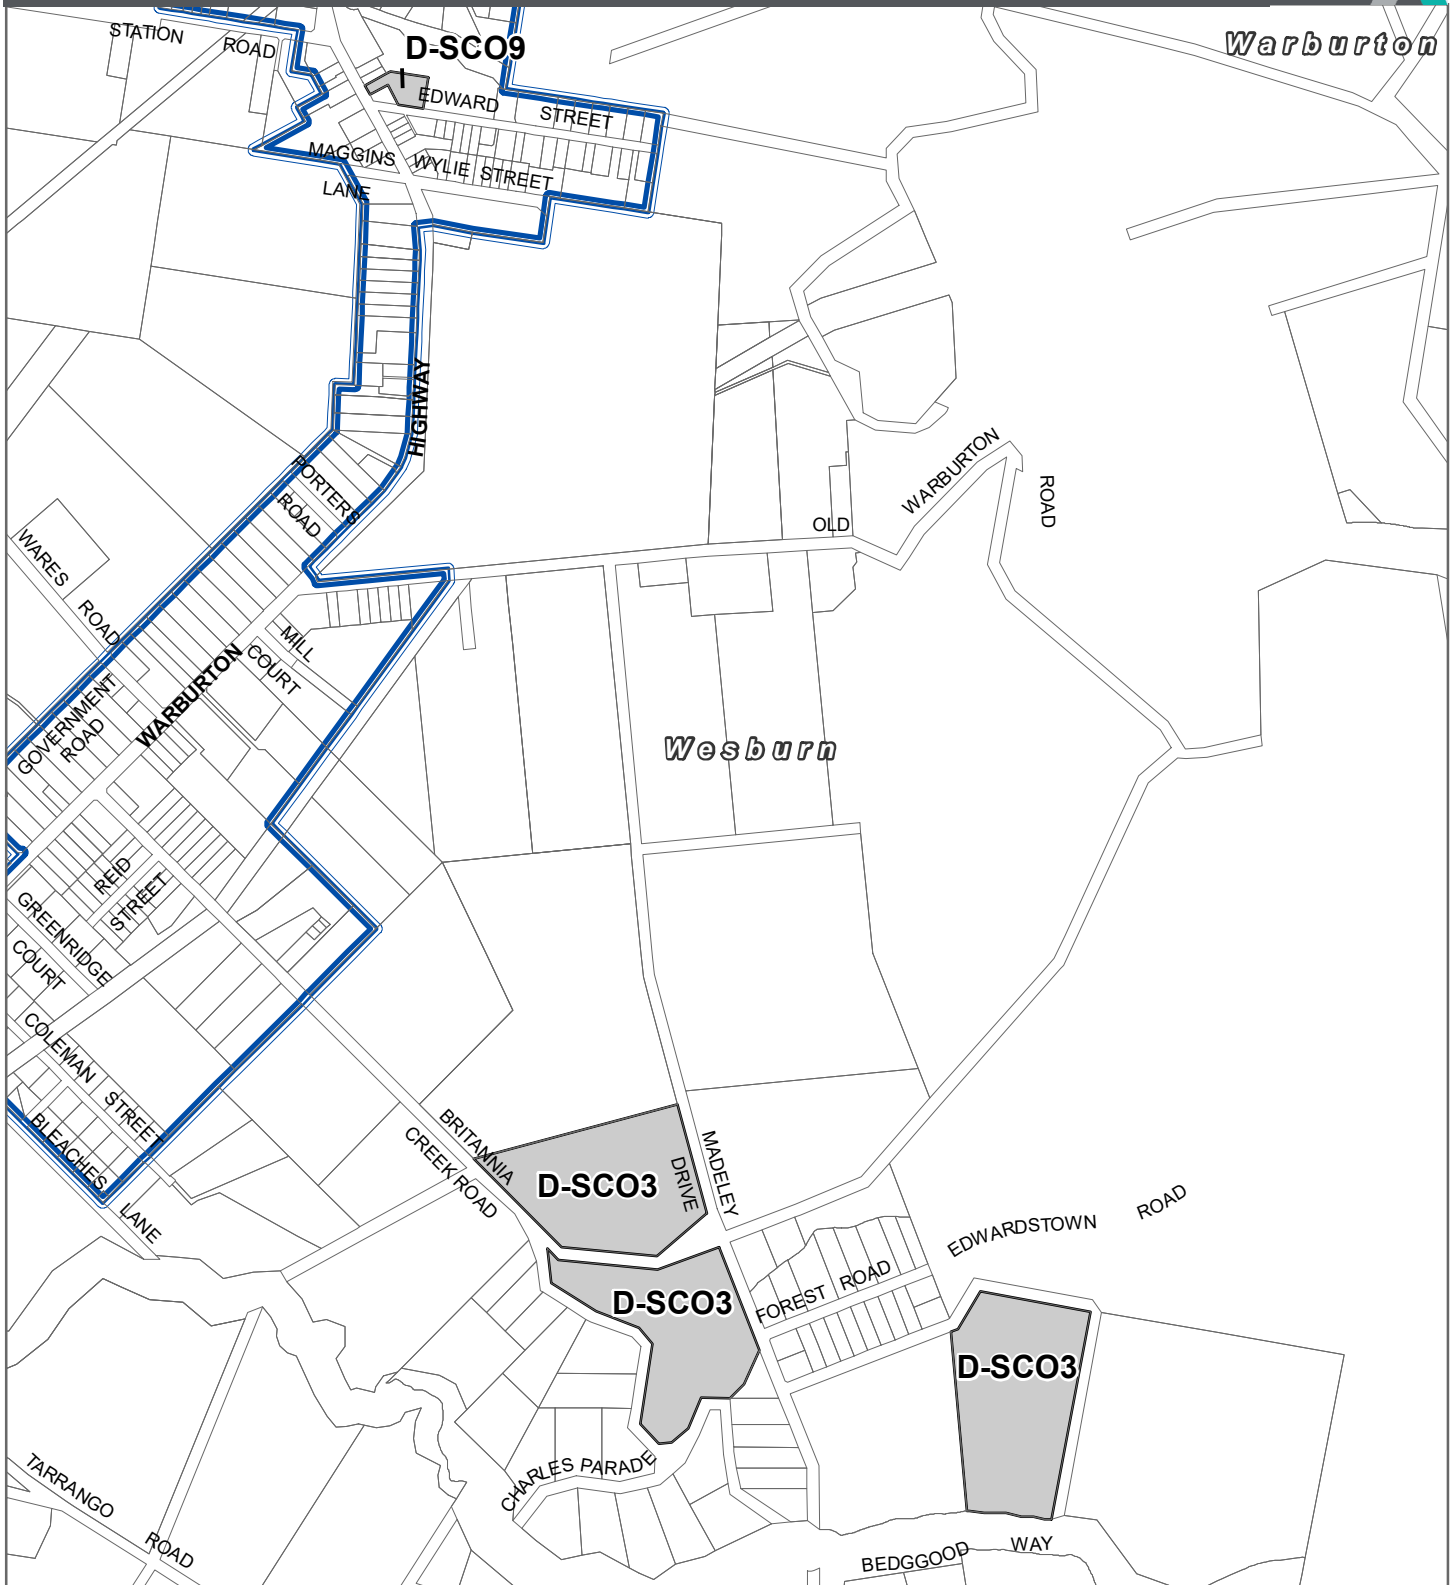 STATION
ROAD
D-SCO9
Warburton
EDWARD
STREET
MAGGINS
LANE
WYLIE STREET
HIGHWAY
PORTERS
ROAD
WARBURTON
ROAD
OLD
WARES
ROAD
MILL
COURT
WARBURTON
GOVERNMENT
ROAD
Wesburn
REID
STREET
GREENRIDGE
COURT
COLEMAN
STREET
BLEACHES
LANE
BRITANNIA
CREEK ROAD
MADELEY
DRIVE
D-SCO3
EDWARDSTOWN
ROAD
FOREST ROAD
D-SCO3
D-SCO3
CHARLES PARADE
TARRANGO
ROAD
BEDGGOOD
WAY